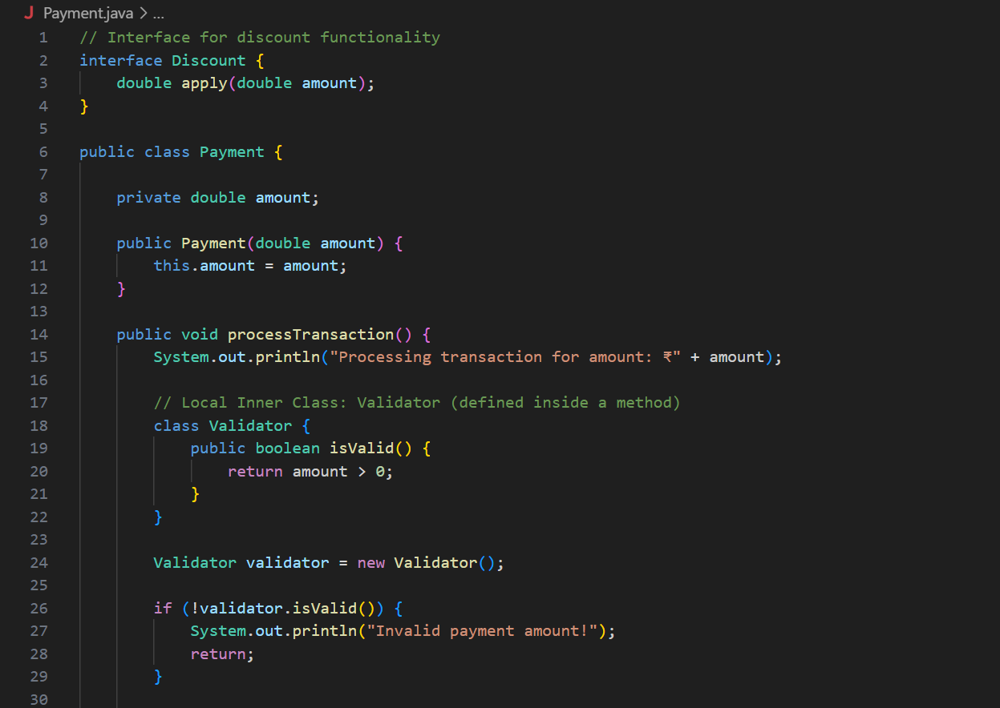 J Payment.java > ...
1 // Interface for discount functionality
2 interface Discount {
3     double apply(double amount);
4 }
5
6 public class Payment {
7
8     private double amount;
9
10     public Payment(double amount) {
11         this.amount = amount;
12     }
13
14     public void processTransaction() {
15         System.out.println("Processing transaction for amount: ₹" + amount);
16
17         // Local Inner Class: Validator (defined inside a method)
18         class Validator {
19             public boolean isValid() {
20                 return amount > 0;
21             }
22         }
23
24         Validator validator = new Validator();
25
26         if (!validator.isValid()) {
27             System.out.println("Invalid payment amount!");
28             return;
29         }
30